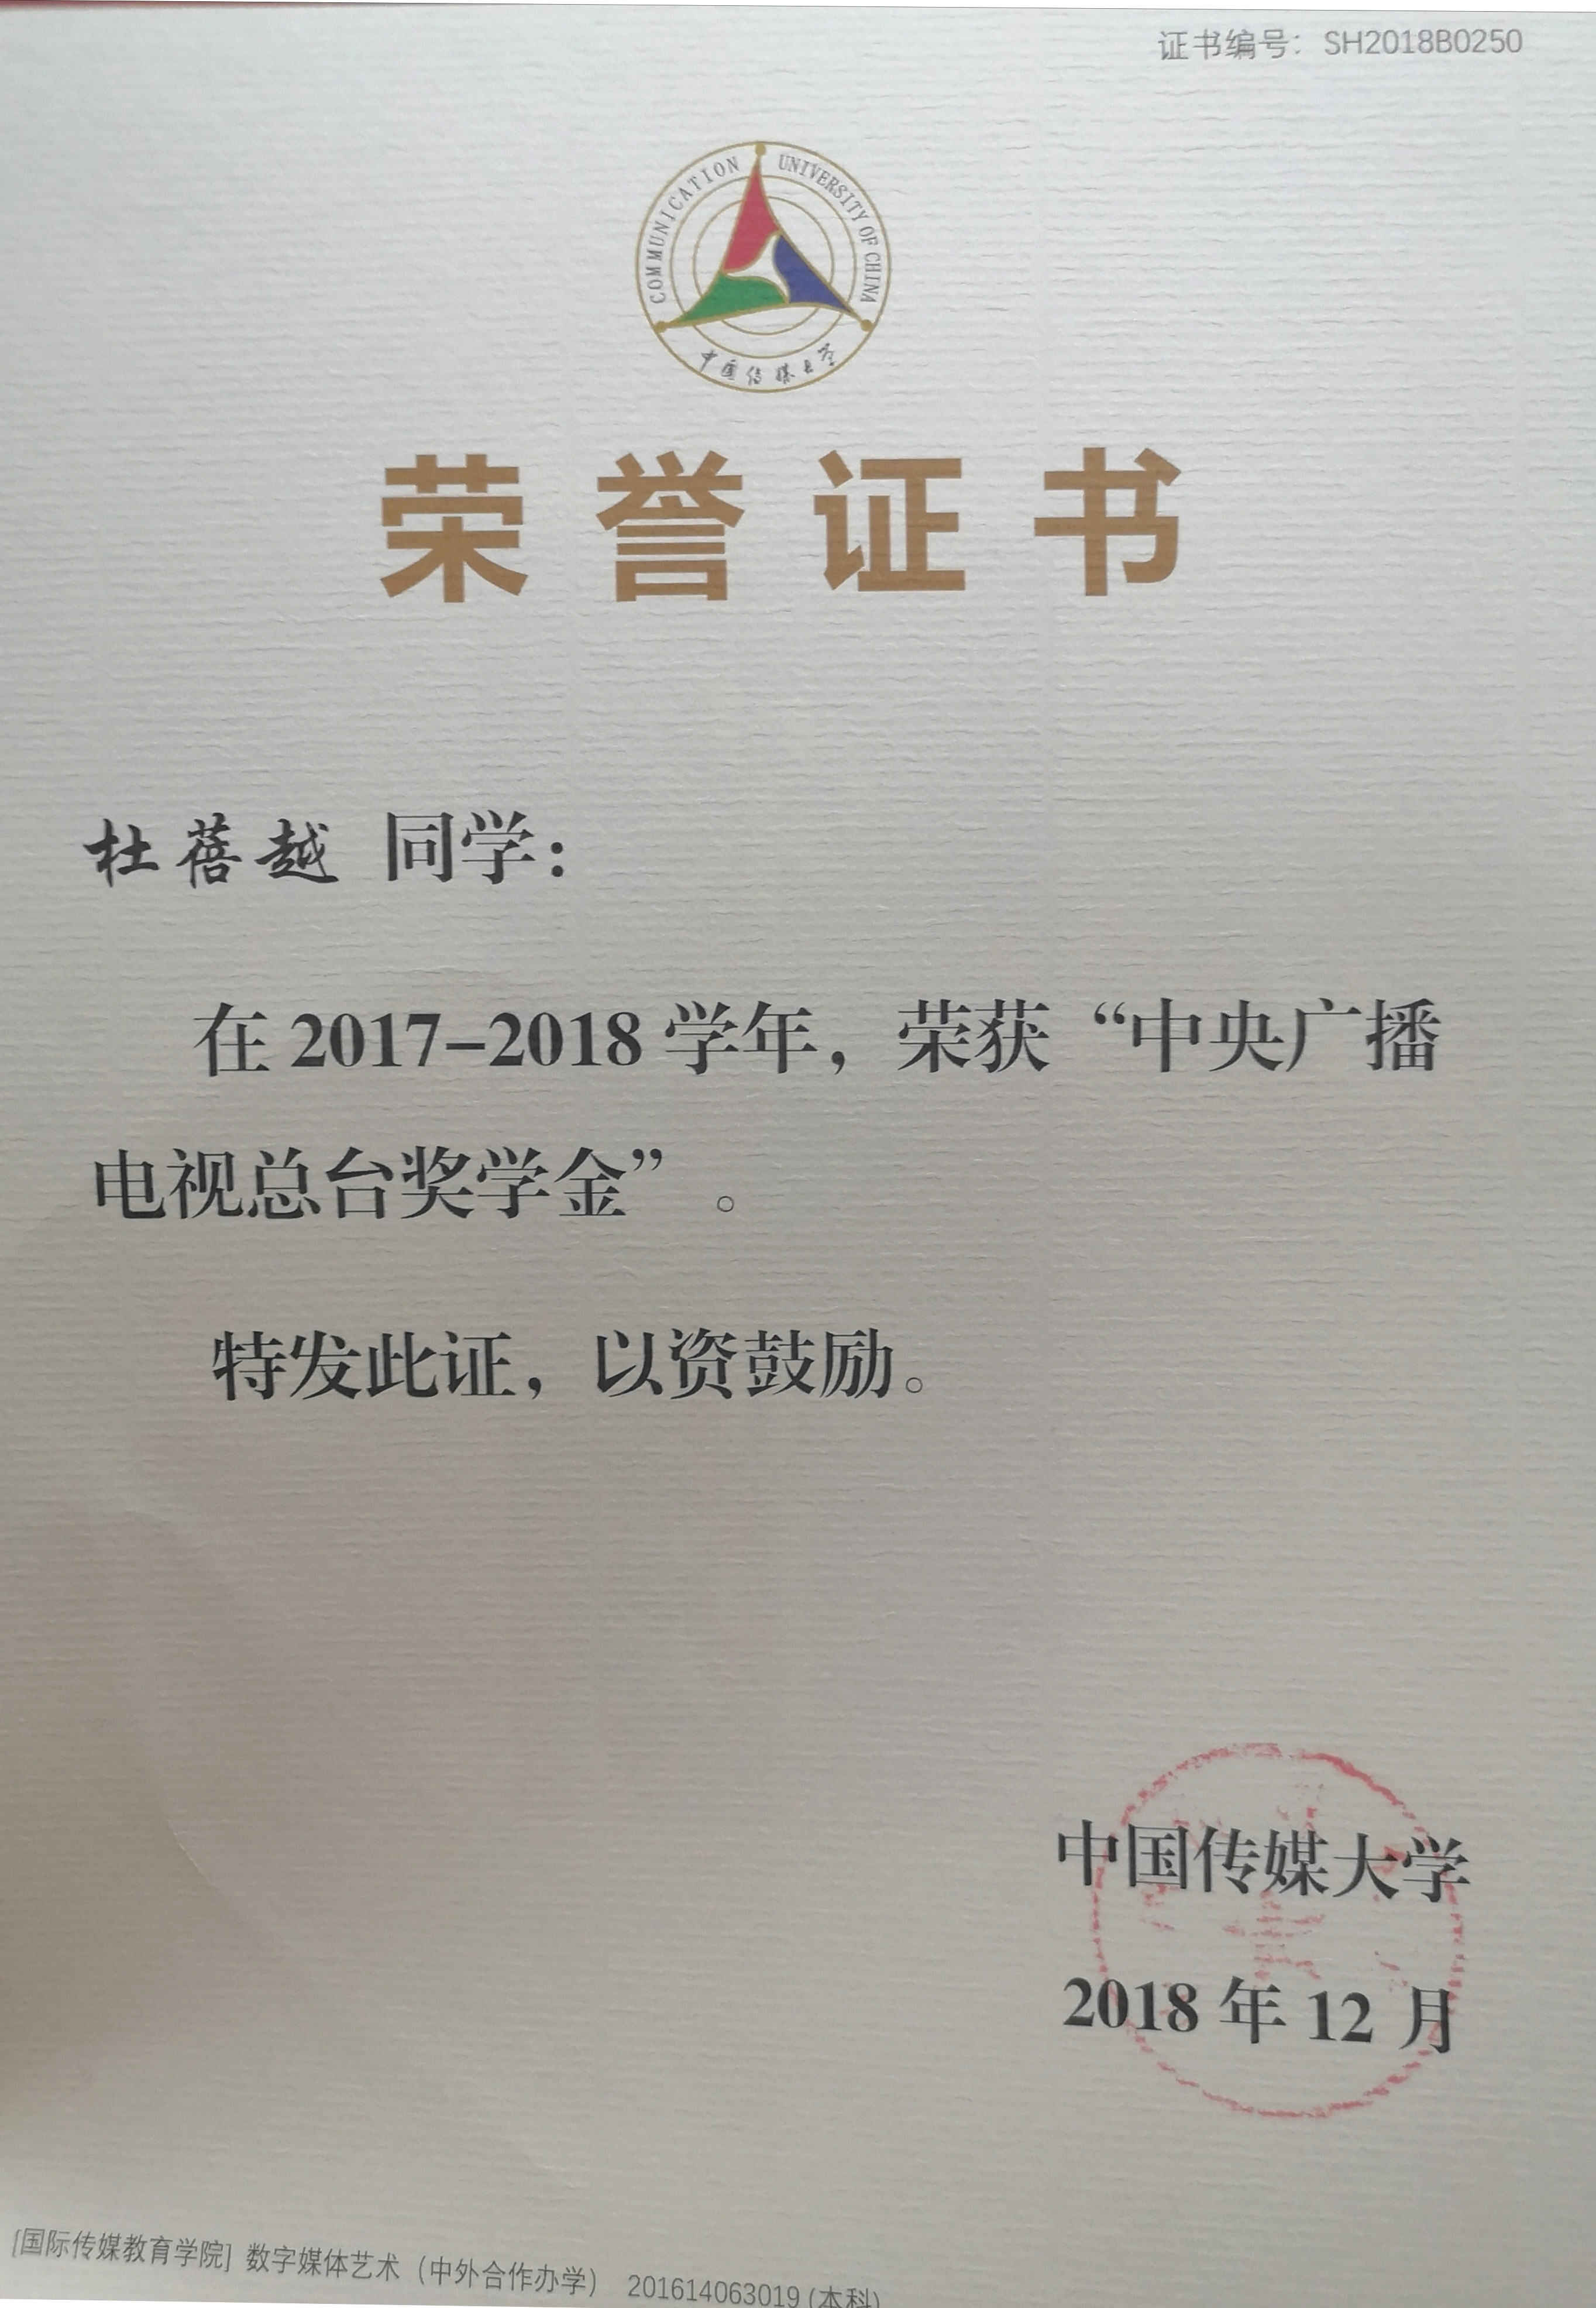 证书编号：SH2018B0250
COMMUNICATION UNIVERSITY OF CHINA
中国传媒大学
荣誉证书
杜蓓越 同学：
在 2017-2018 学年，荣获“中央广播
电视总台奖学金”。
特发此证，以资鼓励。
中国传媒大学
2018 年 12 月
[国际传媒教育学院] 数字媒体艺术（中外合作办学） 201614063019 (本科)